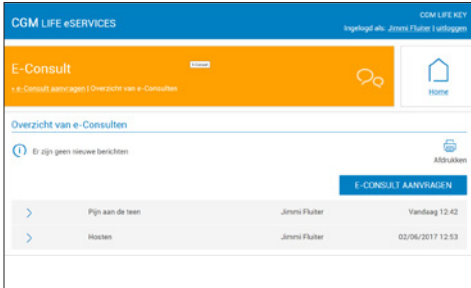 CGM LIFE eSERVICES
CGM LIFE KEY
Ingelogd als: Jimmi Fluiter | uitloggen
E-Consult
E-Consult
» e-Consult aanvragen | Overzicht van e-Consulten
Home
Overzicht van e-Consulten
Er zijn geen nieuwe berichten
Afdrukken
E-CONSULT AANVRAGEN
Pijn aan de teen Jimmi Fluiter Vandaag 12:42
Hosten Jimmi Fluiter 02/06/2017 12:53